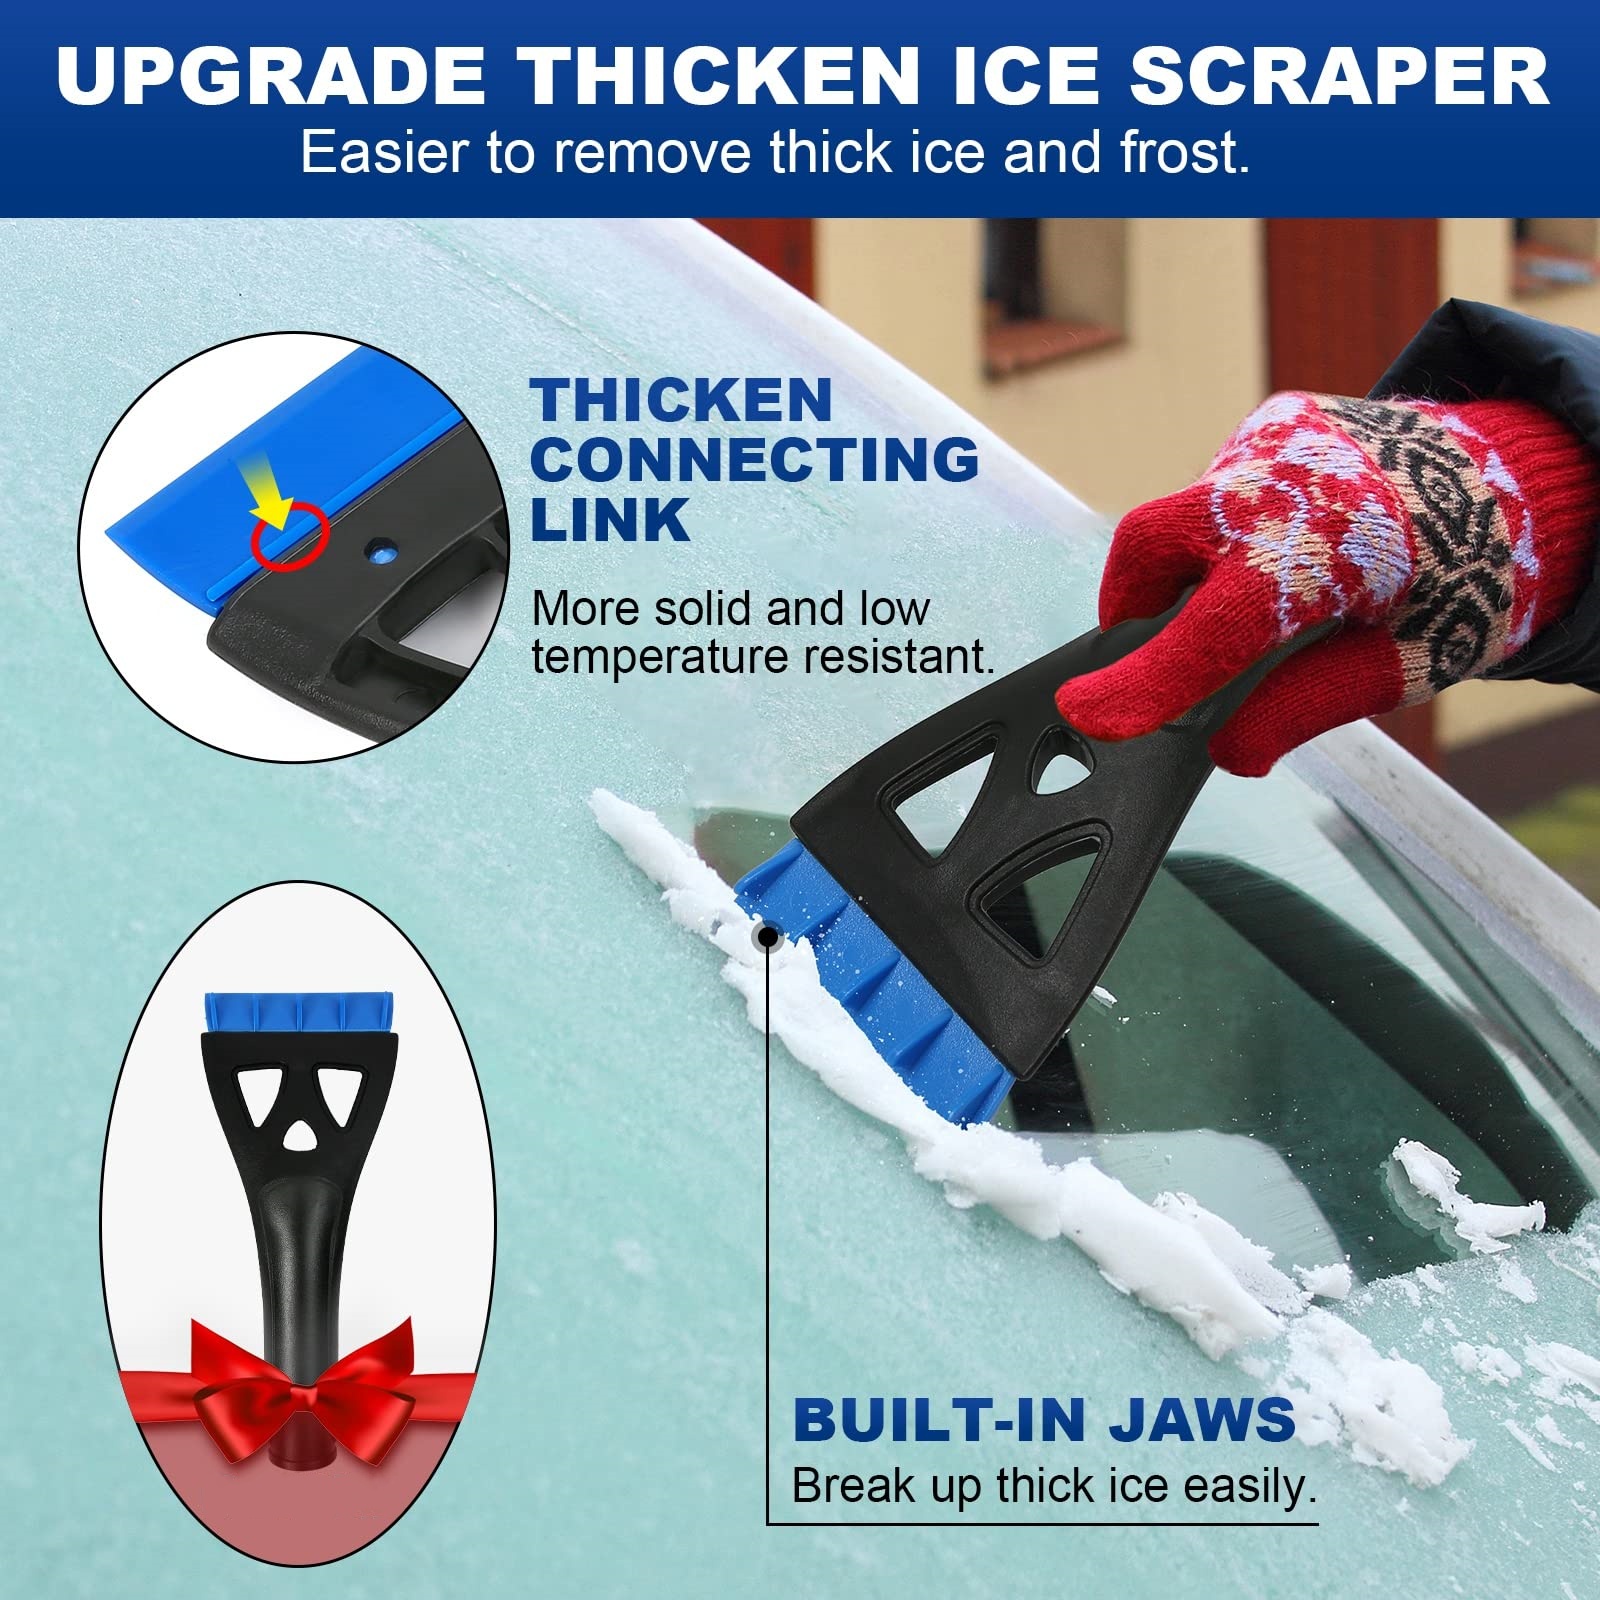 UPGRADE THICKEN ICE SCRAPER
Easier to remove thick ice and frost.
THICKEN
CONNECTING
LINK
More solid and low
temperature resistant.
BUILT-IN JAWS
Break up thick ice easily.